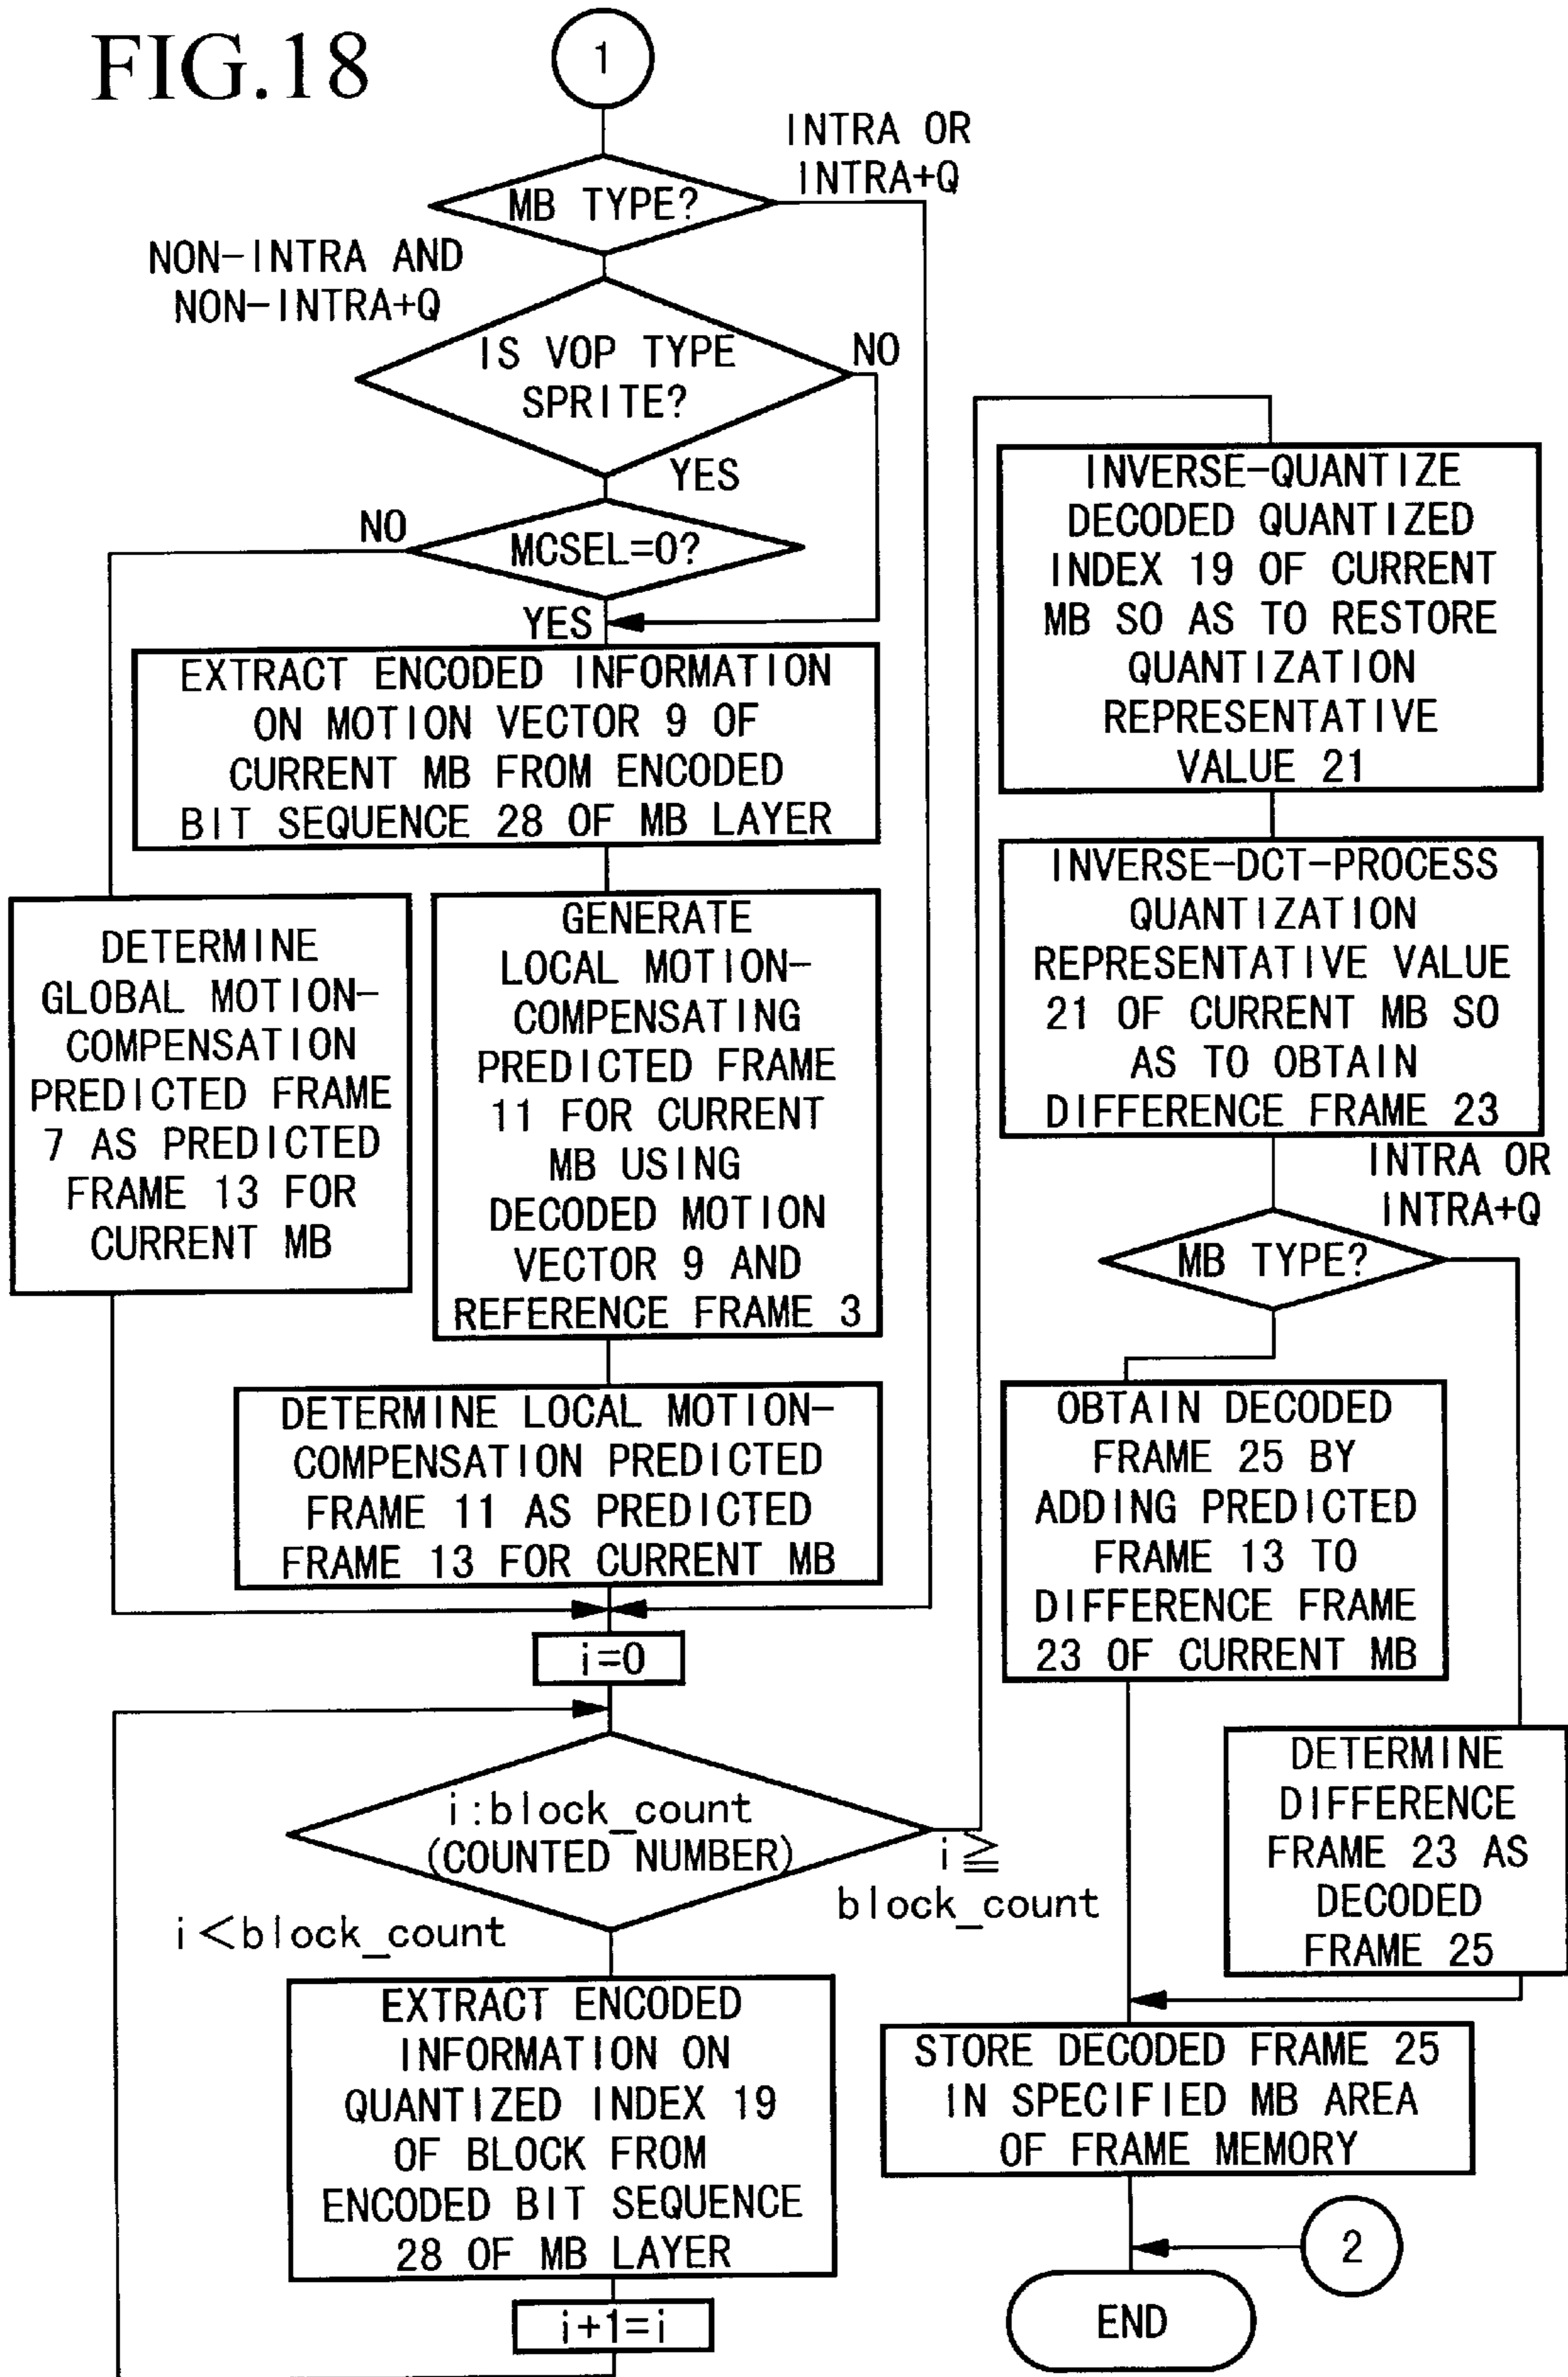 FIG.18
1
INTRA OR
INTRA+Q
MB TYPE?
NON-INTRA AND
NON-INTRA+Q
IS VOP TYPE
SPRITE?
NO
YES
NO
MCSEL=0?
YES
EXTRACT ENCODED INFORMATION
ON MOTION VECTOR 9 OF
CURRENT MB FROM ENCODED
BIT SEQUENCE 28 OF MB LAYER
DETERMINE
GLOBAL MOTION-
COMPENSATION
PREDICTED FRAME
7 AS PREDICTED
FRAME 13 FOR
CURRENT MB
GENERATE
LOCAL MOTION-
COMPENSATING
PREDICTED FRAME
11 FOR CURRENT
MB USING
DECODED MOTION
VECTOR 9 AND
REFERENCE FRAME 3
DETERMINE LOCAL MOTION-
COMPENSATION PREDICTED
FRAME 11 AS PREDICTED
FRAME 13 FOR CURRENT MB
i=0
i:block_count
(COUNTED NUMBER)
i≧
block_count
i<block_count
EXTRACT ENCODED
INFORMATION ON
QUANTIZED INDEX 19
OF BLOCK FROM
ENCODED BIT SEQUENCE
28 OF MB LAYER
i+1=i
INVERSE-QUANTIZE
DECODED QUANTIZED
INDEX 19 OF CURRENT
MB SO AS TO RESTORE
QUANTIZATION
REPRESENTATIVE
VALUE 21
INVERSE-DCT-PROCESS
QUANTIZATION
REPRESENTATIVE VALUE
21 OF CURRENT MB SO
AS TO OBTAIN
DIFFERENCE FRAME 23
INTRA OR
INTRA+Q
MB TYPE?
OBTAIN DECODED
FRAME 25 BY
ADDING PREDICTED
FRAME 13 TO
DIFFERENCE FRAME
23 OF CURRENT MB
DETERMINE
DIFFERENCE
FRAME 23 AS
DECODED
FRAME 25
STORE DECODED FRAME 25
IN SPECIFIED MB AREA
OF FRAME MEMORY
2
END